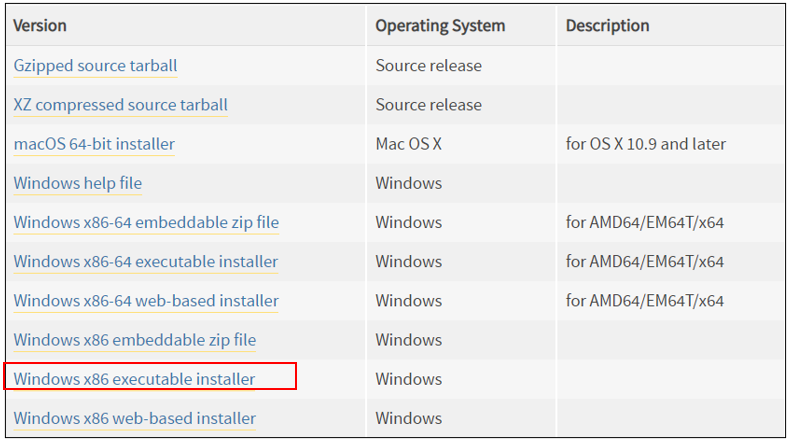 Version Operating System Description
Gzipped source tarball Source release
XZ compressed source tarball Source release
macOS 64-bit installer Mac OS X for OS X 10.9 and later
Windows help file Windows
Windows x86-64 embeddable zip file Windows for AMD64/EM64T/x64
Windows x86-64 executable installer Windows for AMD64/EM64T/x64
Windows x86-64 web-based installer Windows for AMD64/EM64T/x64
Windows x86 embeddable zip file Windows
Windows x86 executable installer Windows
Windows x86 web-based installer Windows